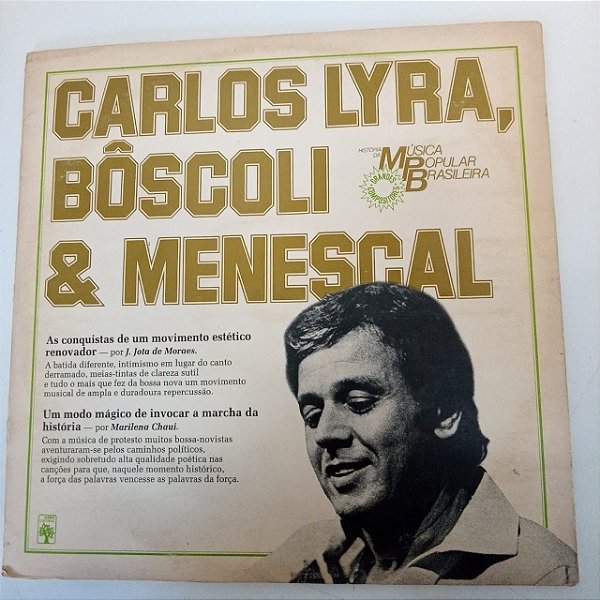 CARLOS LYRA,
BÔSCOLI
& MENESCAL
HISTÓRIA DA
MÚSICA
POPULAR
BRASILEIRA
GRANDES COMPOSITORES
As conquistas de um movimento estético
renovador — por J. Jota de Moraes.
A batida diferente, intimismo em lugar do canto
derramado, meias-tintas de clareza sutil
e tudo o mais que fez da bossa nova um movimento
musical de ampla e duradoura repercussão.
Um modo mágico de invocar a marcha da
história — por Marilena Chaui.
Com a música de protesto muitos bossa-novistas
aventuraram-se pelos caminhos políticos,
exigindo sobretudo alta qualidade poética nas
canções para que, naquele momento histórico,
a força das palavras vencesse as palavras da força.